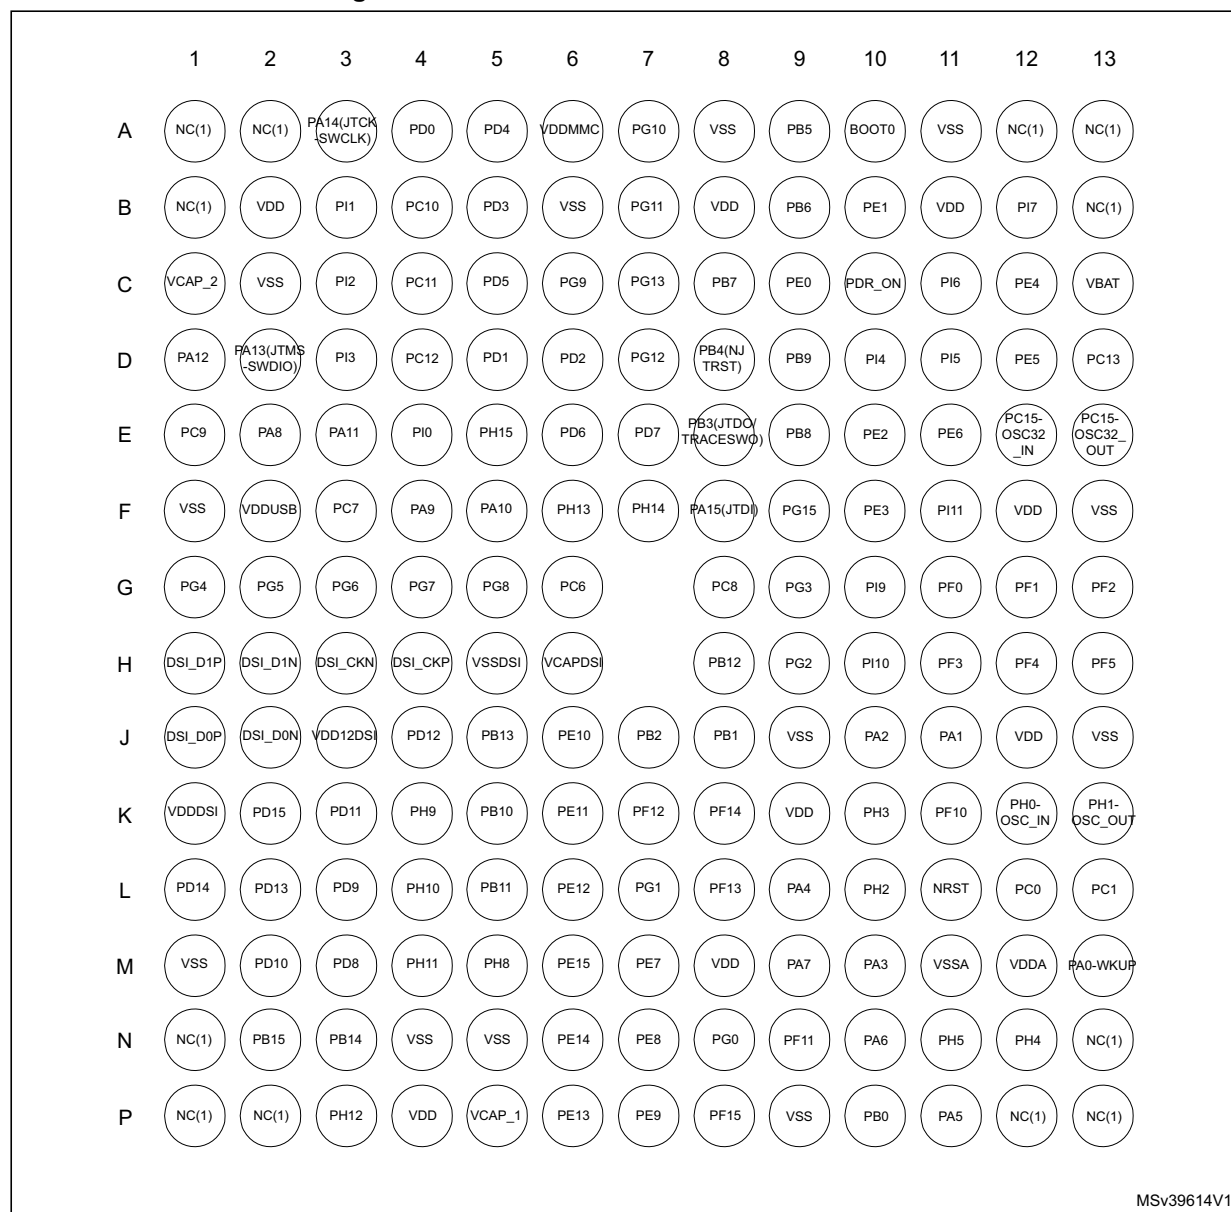 1 2 3 4 5 6 7 8 9 10 11 12 13
A NC(1) NC(1) PA14(JTCK-SWCLK) PD0 PD4 VDDMMC PG10 VSS PB5 BOOT0 VSS NC(1) NC(1)
B NC(1) VDD PI1 PC10 PD3 VSS PG11 VDD PB6 PE1 VDD PI7 NC(1)
C VCAP_2 VSS PI2 PC11 PD5 PG9 PG13 PB7 PE0 PDR_ON PI6 PE4 VBAT
D PA12 PA13(JTMS-SWDIO) PI3 PC12 PD1 PD2 PG12 PB4(NJTRST) PB9 PI4 PI5 PE5 PC13
E PC9 PA8 PA11 PI0 PH15 PD6 PD7 PB3(JTDO/TRACESWO) PB8 PE2 PE6 PC15-OSC32_IN PC15-OSC32_OUT
F VSS VDDUSB PC7 PA9 PA10 PH13 PH14 PA15(JTDI) PG15 PE3 PI11 VDD VSS
G PG4 PG5 PG6 PG7 PG8 PC6 PC8 PG3 PI9 PF0 PF1 PF2
H DSI_D1P DSI_D1N DSI_CKN DSI_CKP VSSDSI VCAPDSI PB12 PG2 PI10 PF3 PF4 PF5
J DSI_D0P DSI_D0N VDD12DSI PD12 PB13 PE10 PB2 PB1 VSS PA2 PA1 VDD VSS
K VDDDSI PD15 PD11 PH9 PB10 PE11 PF12 PF14 VDD PH3 PF10 PH0-OSC_IN PH1-OSC_OUT
L PD14 PD13 PD9 PH10 PB11 PE12 PG1 PF13 PA4 PH2 NRST PC0 PC1
M VSS PD10 PD8 PH11 PH8 PE15 PE7 VDD PA7 PA3 VSSA VDDA PA0-WKUP
N NC(1) PB15 PB14 VSS VSS PE14 PE8 PG0 PF11 PA6 PH5 PH4 NC(1)
P NC(1) NC(1) PH12 VDD VCAP_1 PE13 PE9 PF15 VSS PB0 PA5 NC(1) NC(1)
MSv39614V1